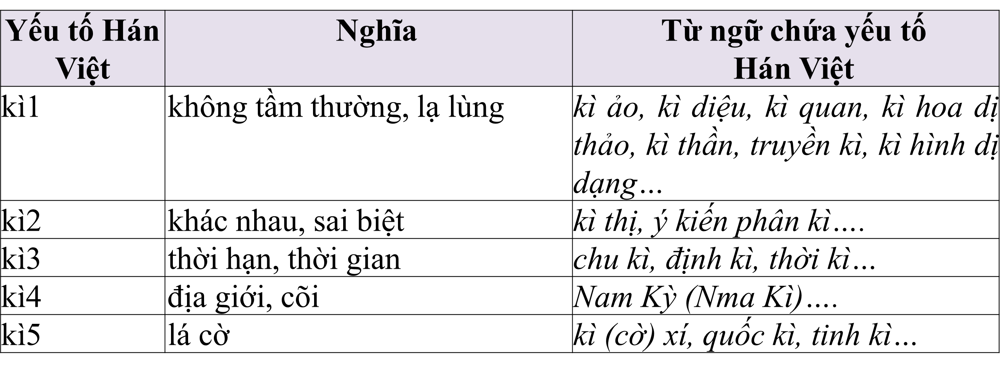 Yếu tố Hán
Việt
Nghĩa
Từ ngữ chứa yếu tố
Hán Việt
kì1
không tầm thường, lạ lùng
kì ảo, kì diệu, kì quan, kì hoa dị
thảo, kì thần, truyền kì, kì hình dị
dạng…
kì2
khác nhau, sai biệt
kì thị, ý kiến phân kì….
kì3
thời hạn, thời gian
chu kì, định kì, thời kì…
kì4
địa giới, cõi
Nam Kỳ (Nma Kì)….
kì5
lá cờ
kì (cờ) xí, quốc kì, tinh kì…